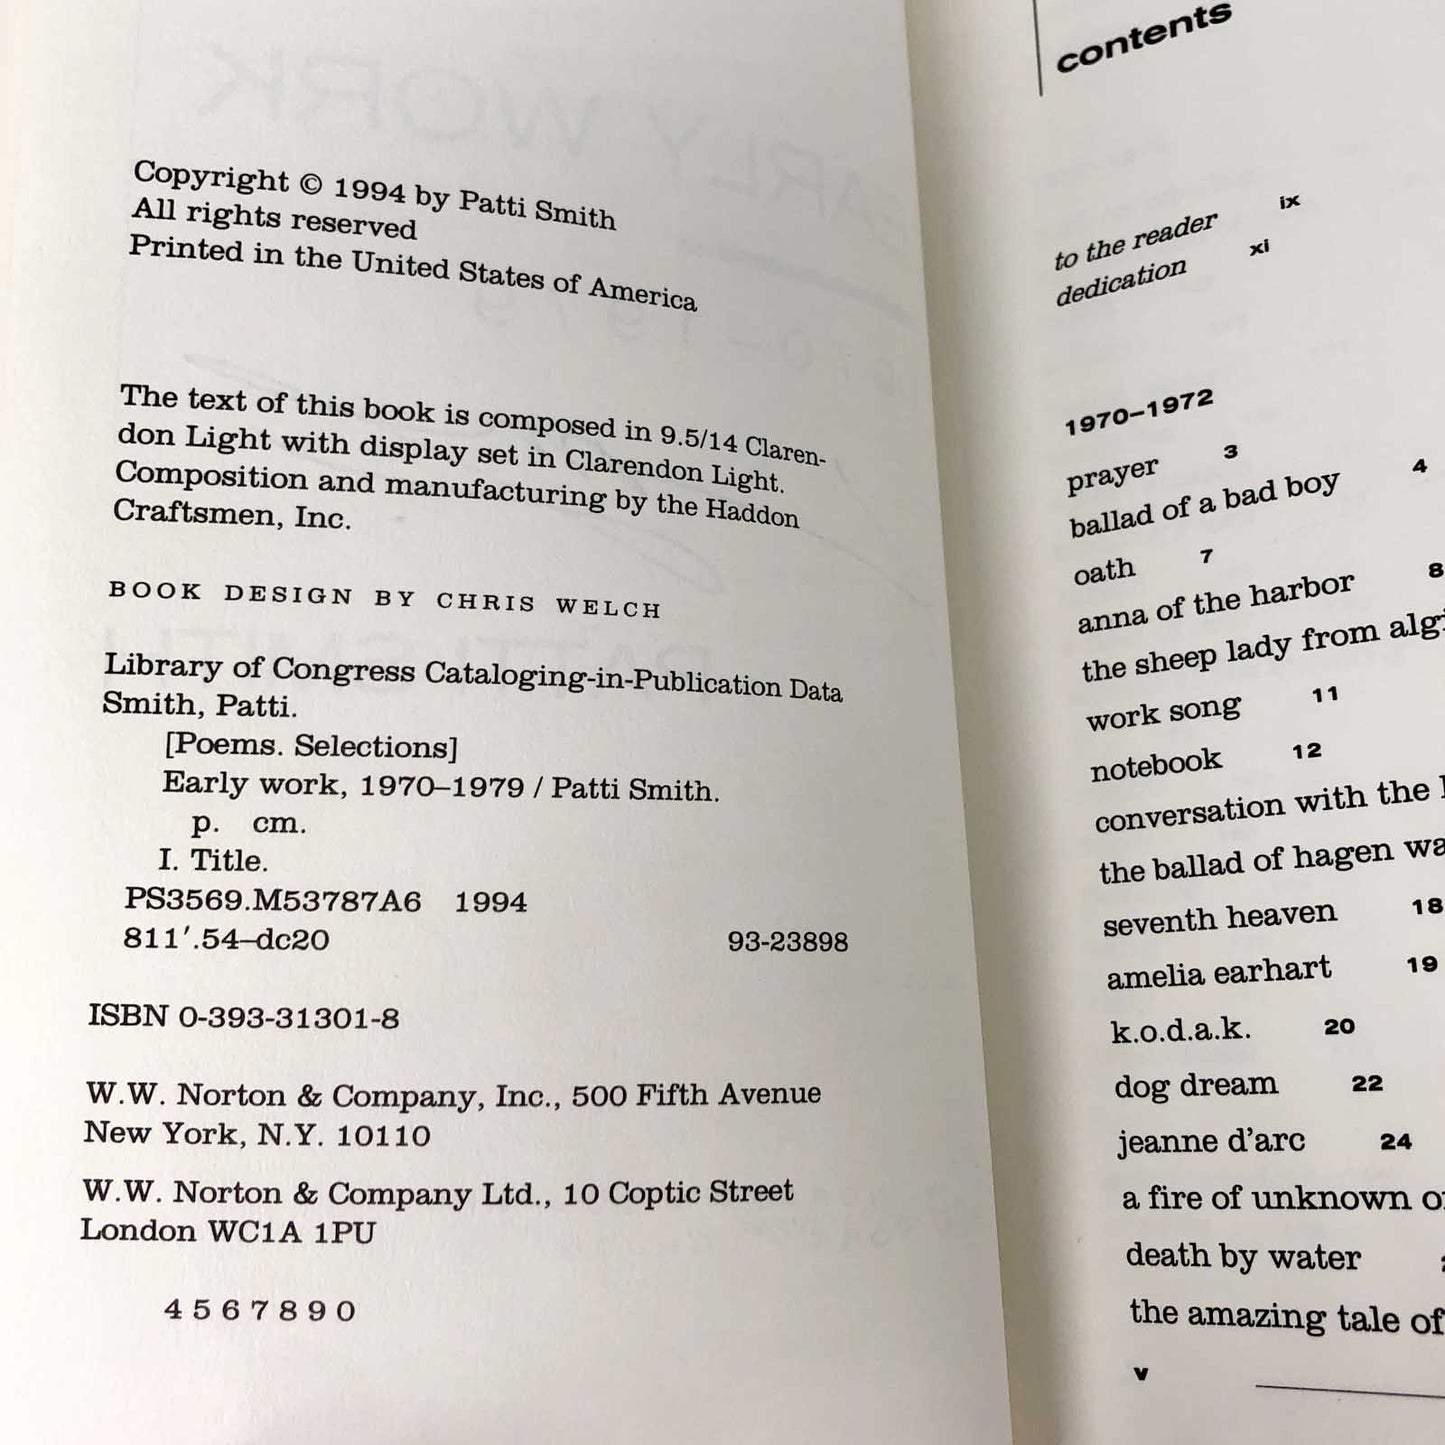 Copyright © 1994 by Patti Smith
All rights reserved
Printed in the United States of America
The text of this book is composed in 9.5/14 Claren-
don Light with display set in Clarendon Light.
Composition and manufacturing by the Haddon
Craftsmen, Inc.
BOOK DESIGN BY CHRIS WELCH
Library of Congress Cataloging-in-Publication Data
Smith, Patti.
[Poems. Selections]
Early work, 1970–1979 / Patti Smith.
p. cm.
I. Title.
PS3569.M53787A6 1994
811′.54–dc20 93-23898
ISBN 0-393-31301-8
W.W. Norton & Company, Inc., 500 Fifth Avenue
New York, N.Y. 10110
W.W. Norton & Company Ltd., 10 Coptic Street
London WC1A 1PU
4 5 6 7 8 9 0
contents
to the reader ix
dedication xi
1970–1972
prayer 3
ballad of a bad boy 4
oath 7
anna of the harbor 8
the sheep lady from
work song 11
notebook 12
conversation with the
the ballad of hagen
seventh heaven 18
amelia earhart 19
k.o.d.a.k. 20
dog dream 22
jeanne d'arc 24
a fire of unknown
death by water
the amazing tale of
v